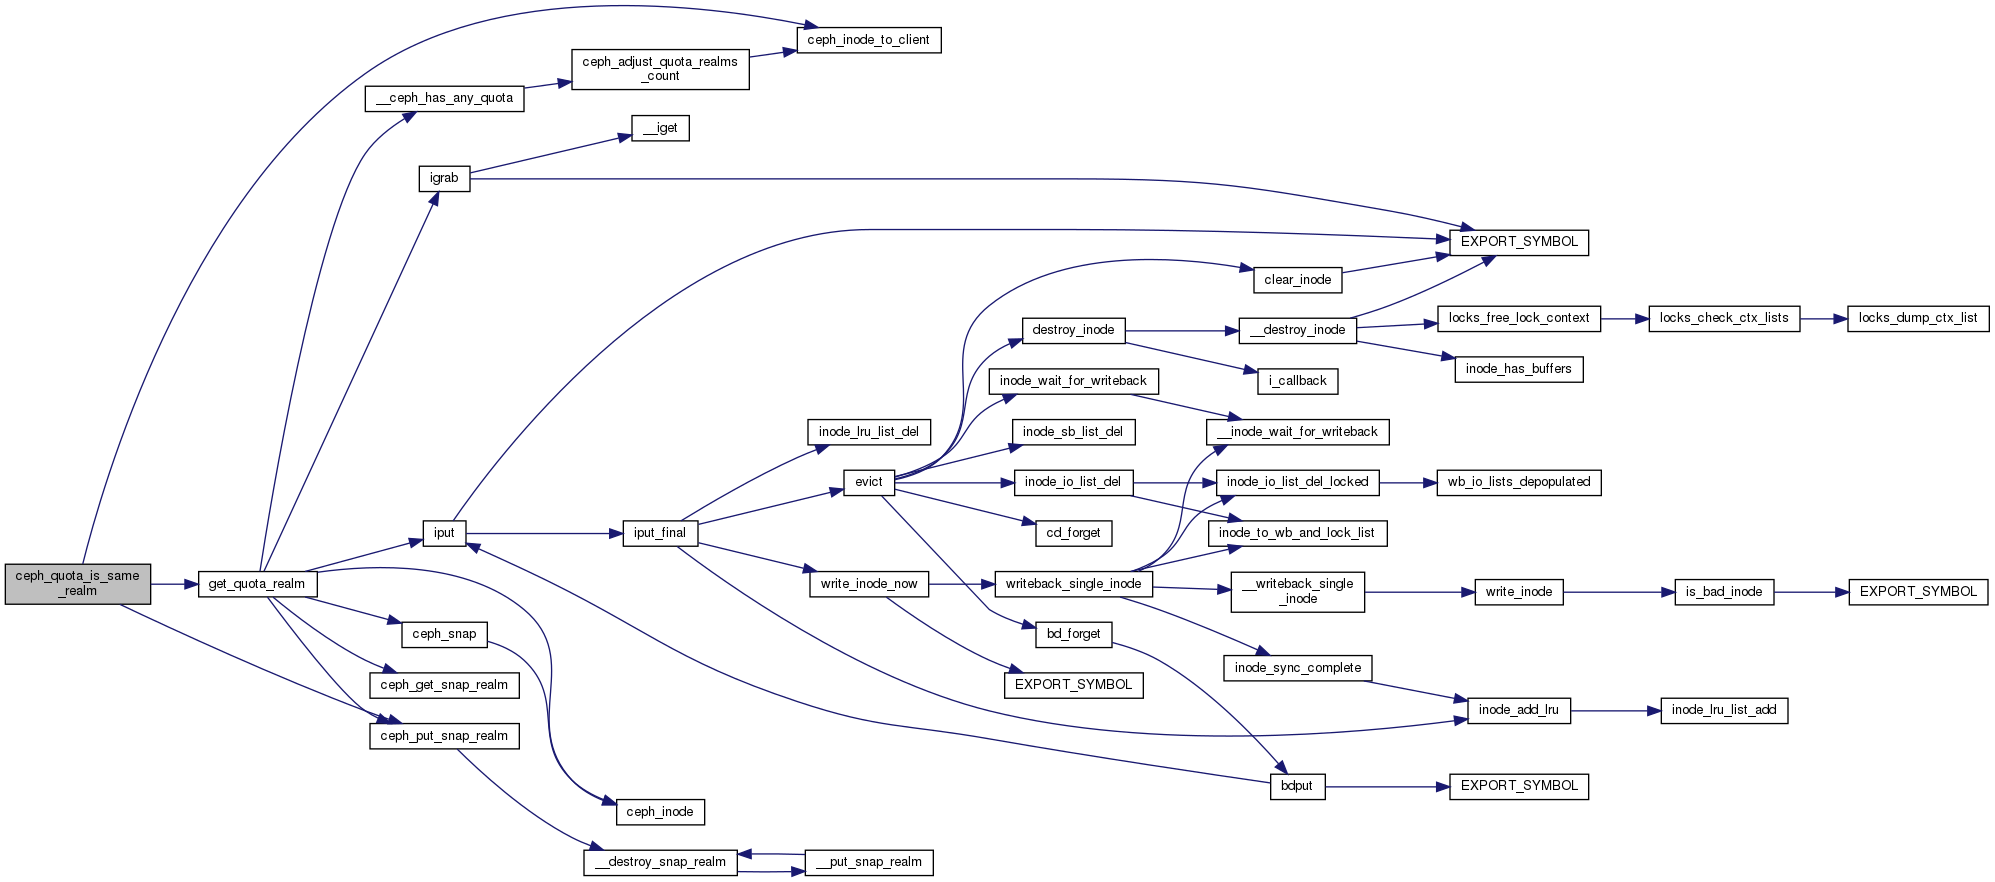 ceph_inode_to_client
ceph_adjust_quota_realms
_count
__ceph_has_any_quota
__iget
igrab
EXPORT_SYMBOL
clear_inode
destroy_inode
__destroy_inode
locks_free_lock_context
locks_check_ctx_lists
locks_dump_ctx_list
inode_has_buffers
inode_wait_for_writeback
i_callback
inode_lru_list_del
inode_sb_list_del
__inode_wait_for_writeback
evict
inode_io_list_del
inode_io_list_del_locked
wb_io_lists_depopulated
iput
iput_final
cd_forget
inode_to_wb_and_lock_list
ceph_quota_is_same
_realm
get_quota_realm
write_inode_now
writeback_single_inode
__writeback_single
_inode
write_inode
is_bad_inode
EXPORT_SYMBOL
ceph_snap
bd_forget
inode_sync_complete
ceph_get_snap_realm
EXPORT_SYMBOL
inode_add_lru
inode_lru_list_add
ceph_put_snap_realm
bdput
EXPORT_SYMBOL
ceph_inode
__destroy_snap_realm
__put_snap_realm